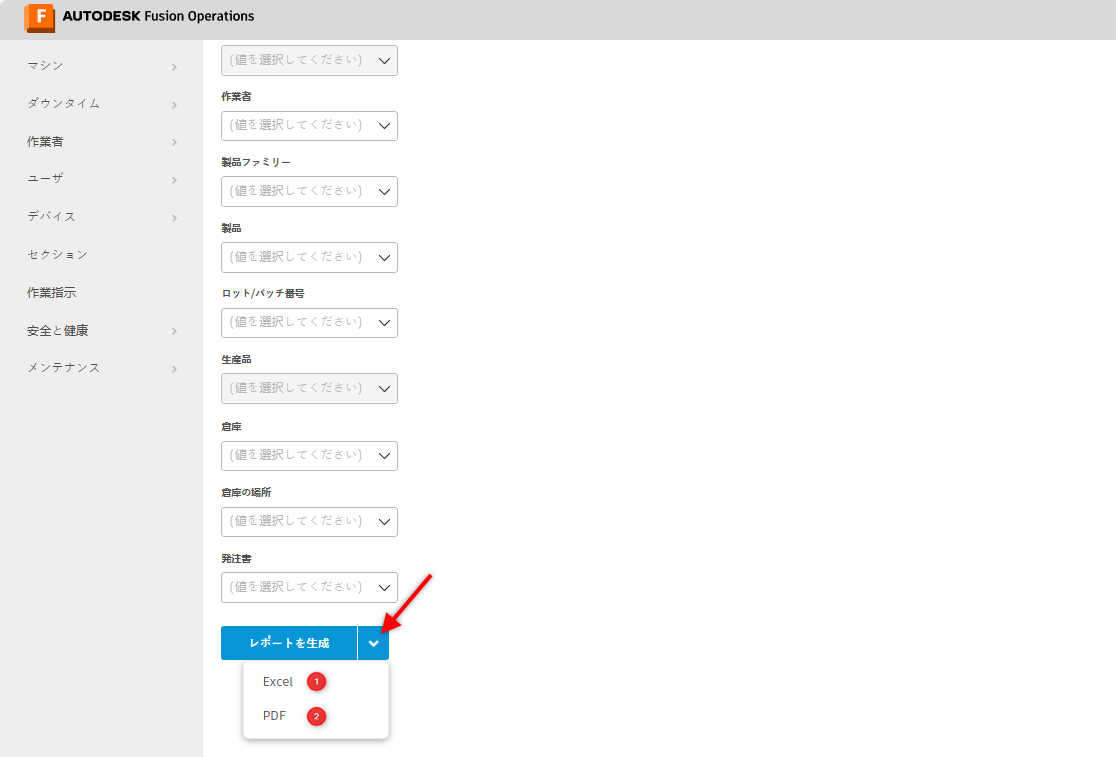 F AUTODESK Fusion Operations
マシン
ダウンタイム
作業者
ユーザ
デバイス
セクション
作業指示
安全と健康
メンテナンス
(値を選択してください)
作業者
(値を選択してください)
製品ファミリー
(値を選択してください)
製品
(値を選択してください)
ロット/バッチ番号
(値を選択してください)
生産品
(値を選択してください)
倉庫
(値を選択してください)
倉庫の場所
(値を選択してください)
発注書
(値を選択してください)
レポートを生成
Excel 1
PDF 2